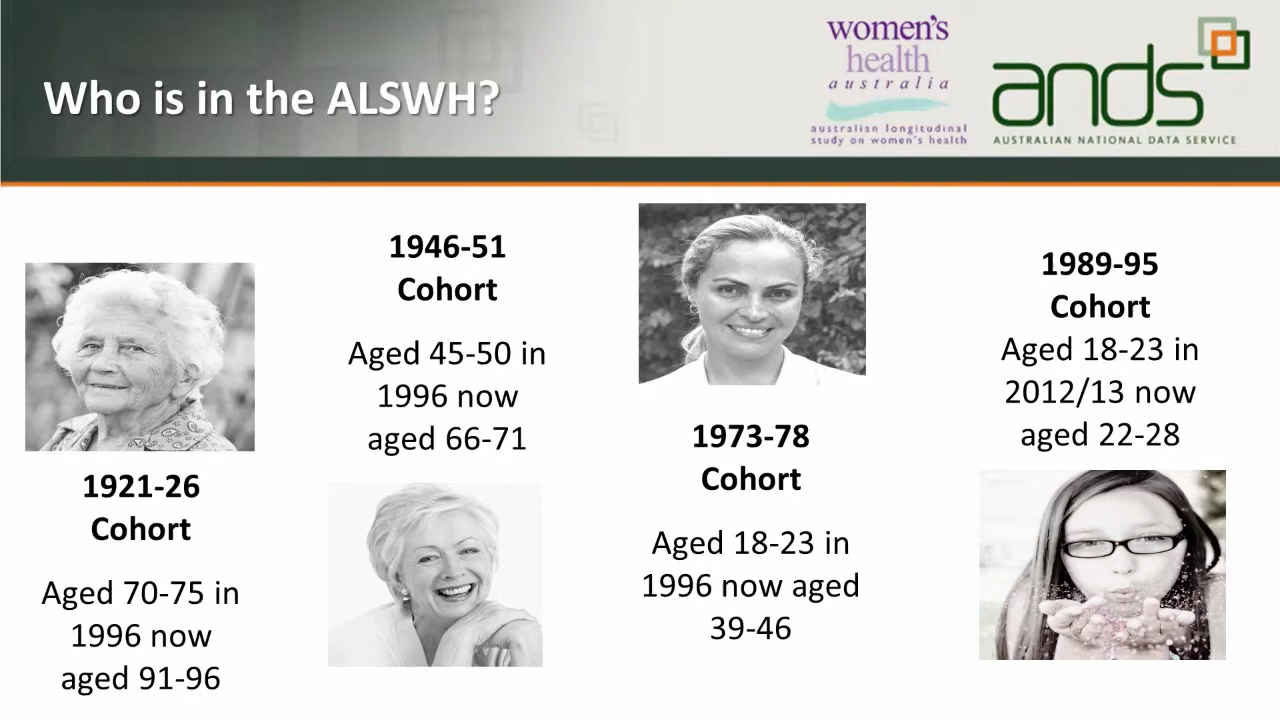 Who is in the ALSWH?
women's
health
australia
australian longitudinal
study on women's health
ands
AUSTRALIAN NATIONAL DATA SERVICE
1921-26
Cohort
Aged 70-75 in
1996 now
aged 91-96
1946-51
Cohort
Aged 45-50 in
1996 now
aged 66-71
1973-78
Cohort
Aged 18-23 in
1996 now aged
39-46
1989-95
Cohort
Aged 18-23 in
2012/13 now
aged 22-28